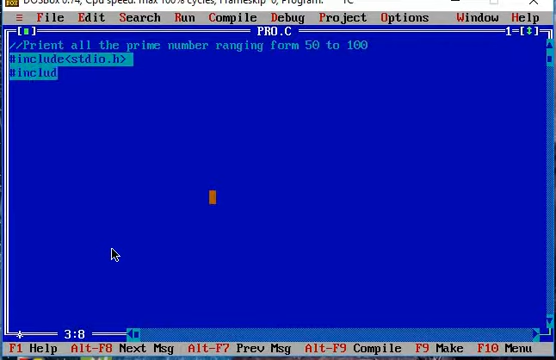 DOSBox 0.74, Cpu speed: max 100% cycles, Frameskip 0, Program: TC
≡ File Edit Search Run Compile Debug Project Options Window Help
[■] PRO.C 1=[↕]
//Prient all the prime number ranging form 50 to 100
#include<stdio.h>
#includ
3:8
F1 Help Alt-F8 Next Msg Alt-F7 Prev Msg Alt-F9 Compile F9 Make F10 Menu